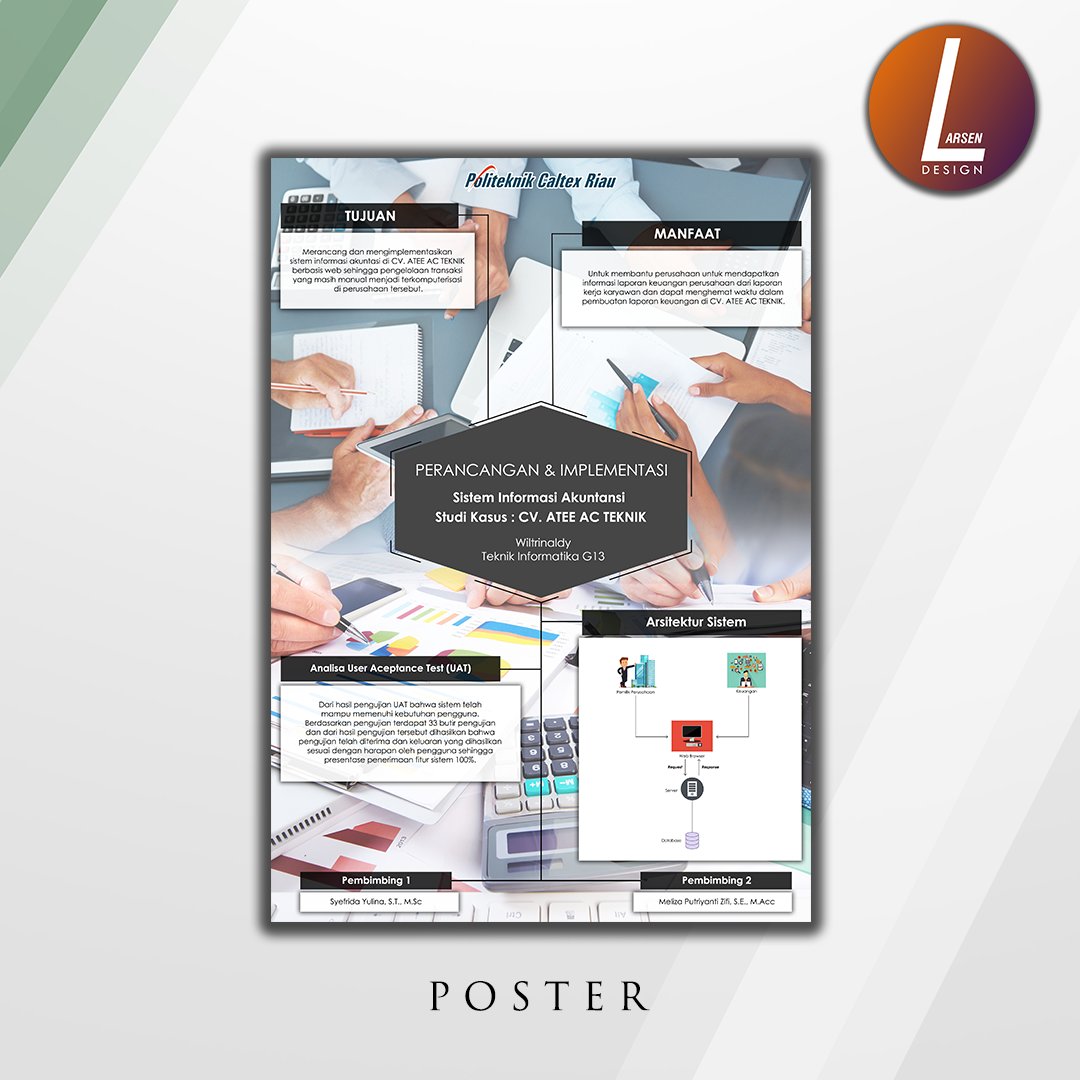 LARSEN
DESIGN
Politeknik Caltex Riau
TUJUAN
Merancang dan mengimplementasikan
sistem informasi akuntasi di CV. ATEE AC TEKNIK
berbasis web sehingga pengelolaan transaksi
yang masih manual menjadi terkomputerisasi
di perusahaan tersebut.
MANFAAT
Untuk membantu perusahaan untuk mendapatkan
informasi laporan keuangan perusahaan dari laporan
kerja karyawan dan dapat menghemat waktu dalam
pembuatan laporan keuangan di CV. ATEE AC TEKNIK.
PERANCANGAN & IMPLEMENTASI
Sistem Informasi Akuntansi
Studi Kasus : CV. ATEE AC TEKNIK
Wiltrinaldy
Teknik Informatika G13
Analisa User Aceptance Test (UAT)
Dari hasil pengujian UAT bahwa sistem telah
mampu memenuhi kebutuhan pengguna.
Berdasarkan pengujian terdapat 33 butir pengujian
dan dari hasil pengujian tersebut dihasilkan bahwa
pengujian telah diterima dan keluaran yang dihasilkan
sesuai dengan harapan oleh pengguna sehingga
presentase penerimaan fitur sistem 100%.
Arsitektur Sistem
Pemilik Perusahaan
Keuangan
Web Browser
Request
Response
Server
Database
2013
Pembimbing 1
Syefrida Yulina, S.T., M.Sc
Pembimbing 2
Meliza Putriyanti Zifi, S.E., M.Acc
Ctrl
Alt
POSTER